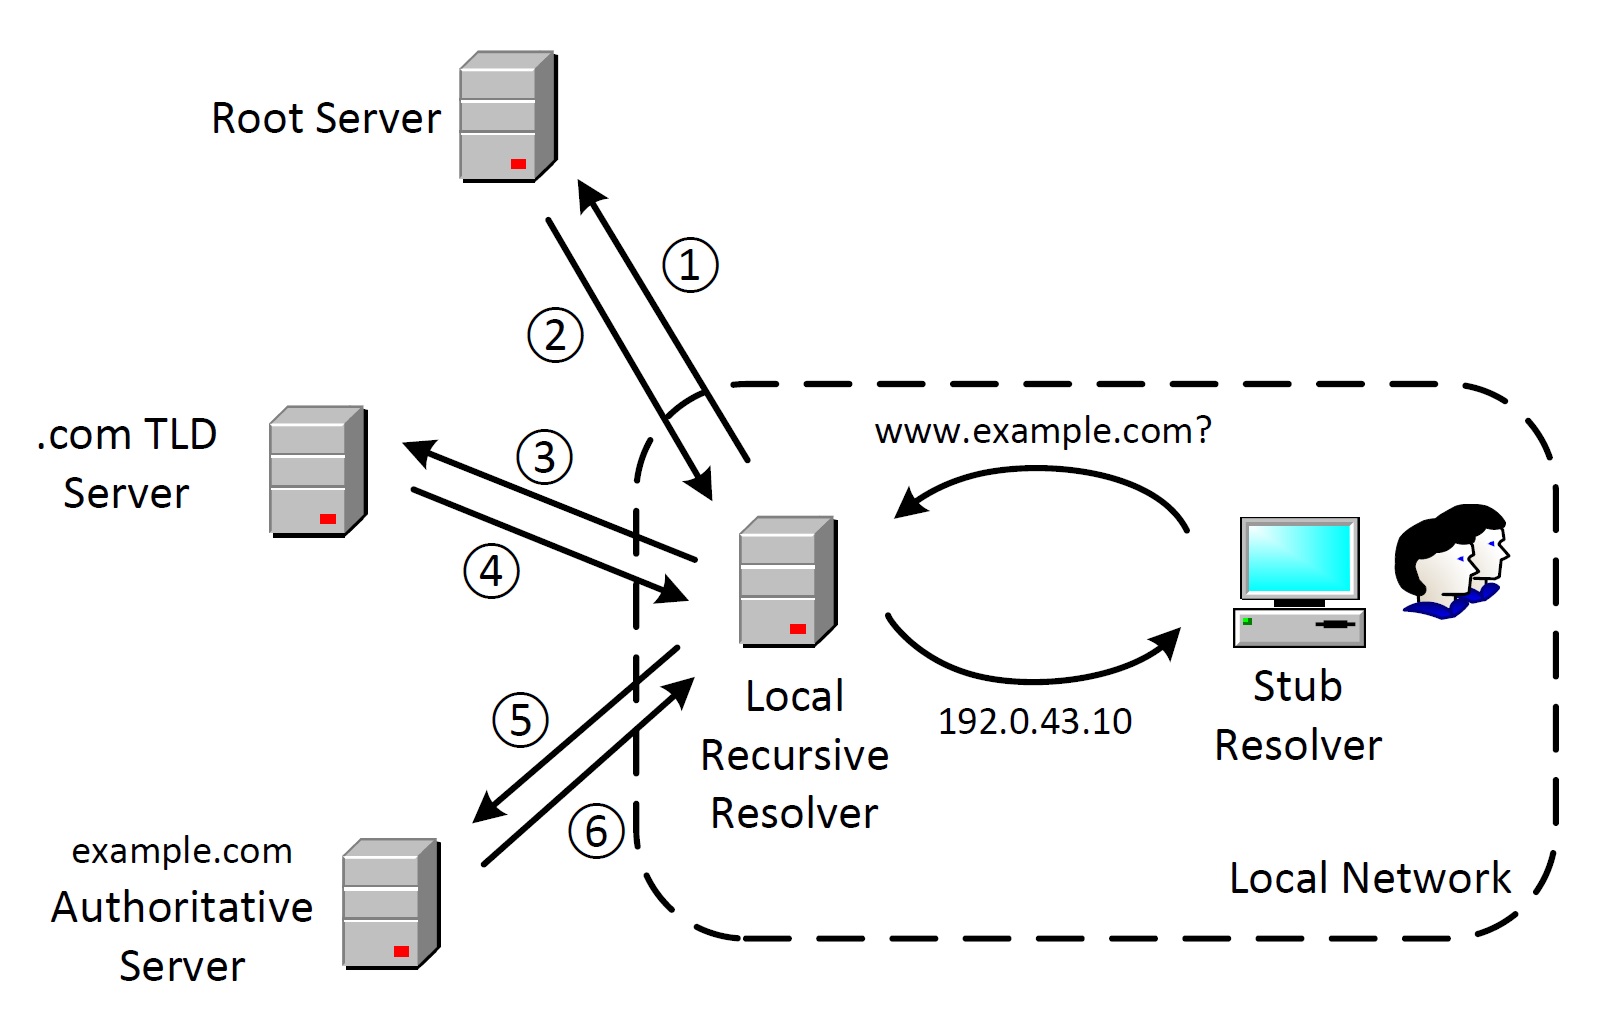 Root Server
①
②
.com TLD
Server
③
④
www.example.com?
192.0.43.10
Local
Recursive
Resolver
Stub
Resolver
⑤
⑥
example.com
Authoritative
Server
Local Network